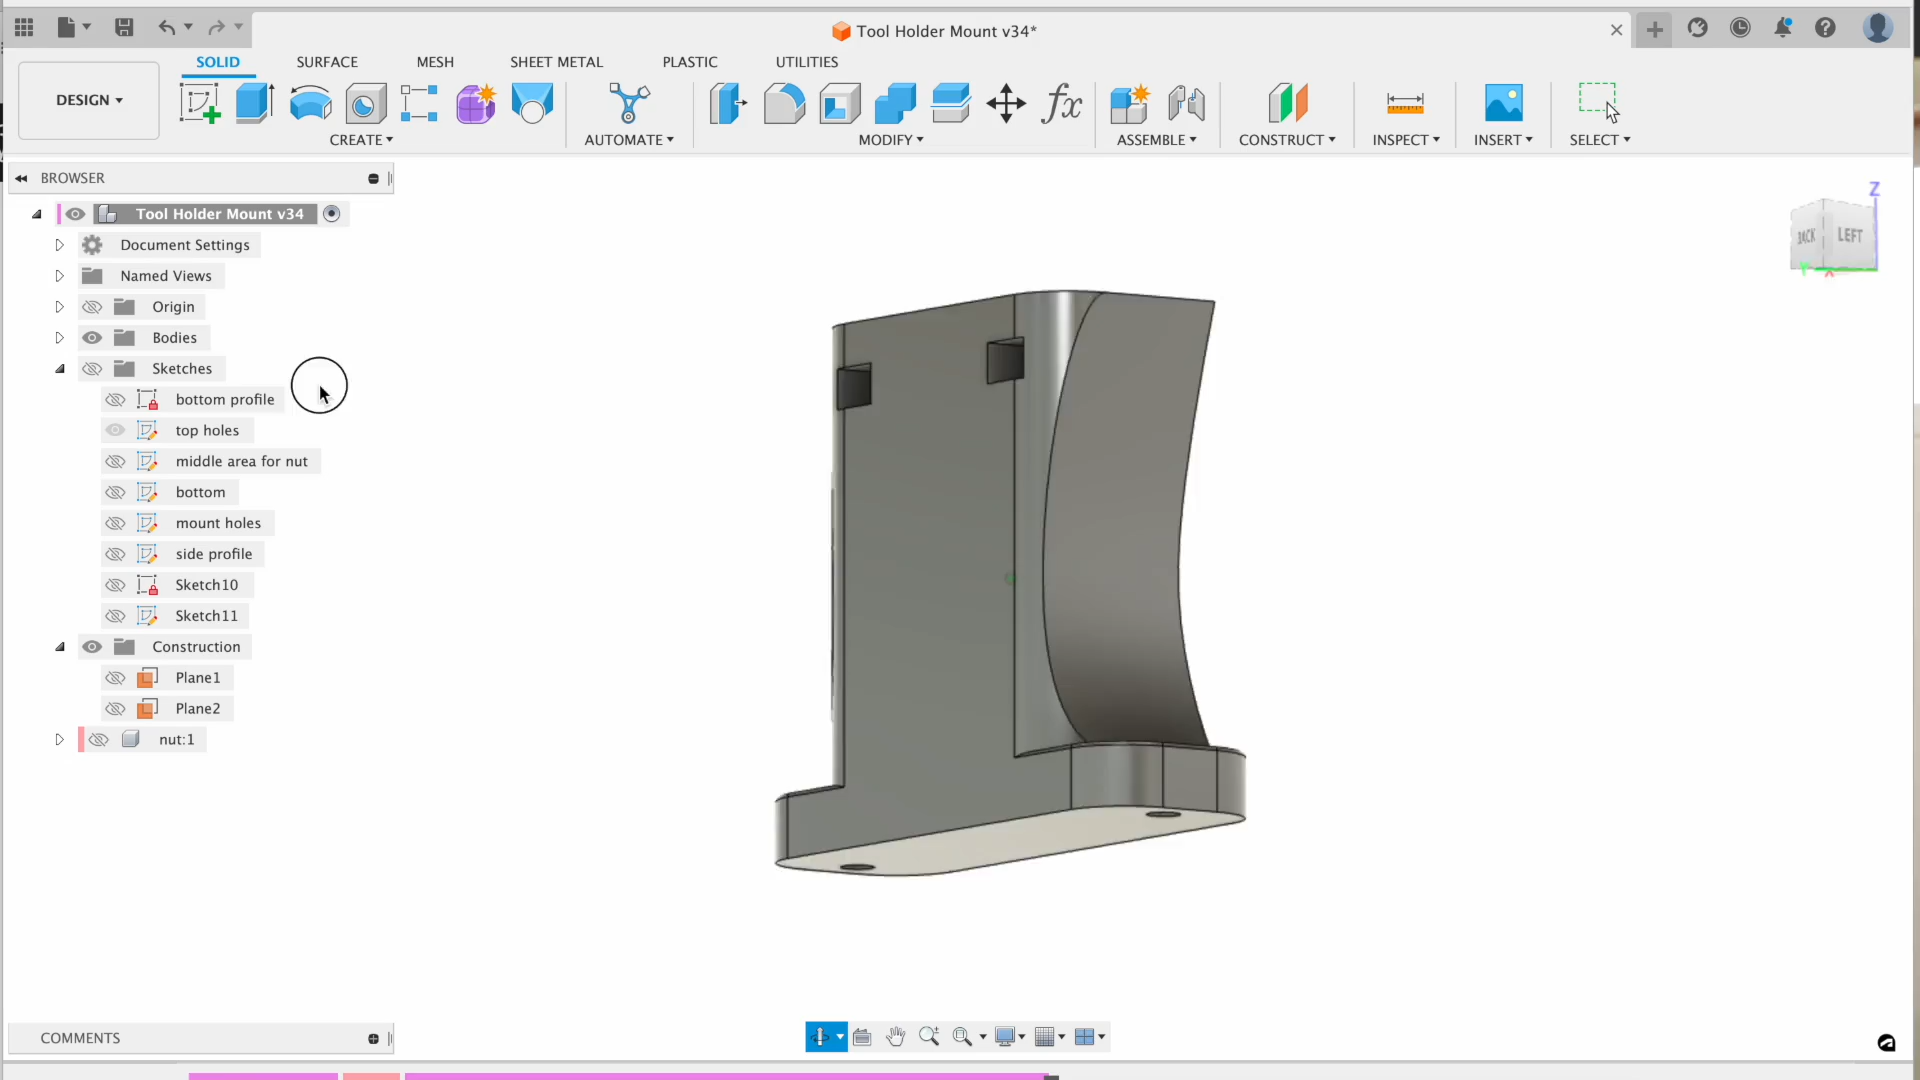 Tool Holder Mount v34*
SOLID SURFACE MESH SHEET METAL PLASTIC UTILITIES
DESIGN
fx
CREATE AUTOMATE MODIFY ASSEMBLE CONSTRUCT INSPECT INSERT SELECT
BROWSER
Tool Holder Mount v34
Document Settings
Named Views
Origin
Bodies
Sketches
bottom profile
top holes
middle area for nut
bottom
mount holes
side profile
Sketch10
Sketch11
Construction
Plane1
Plane2
nut:1
Z
BACK LEFT
COMMENTS